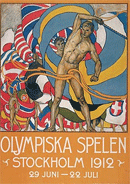 OLYMPISKA SPELEN
STOCKHOLM 1912
29 JUNI — 22 JULI